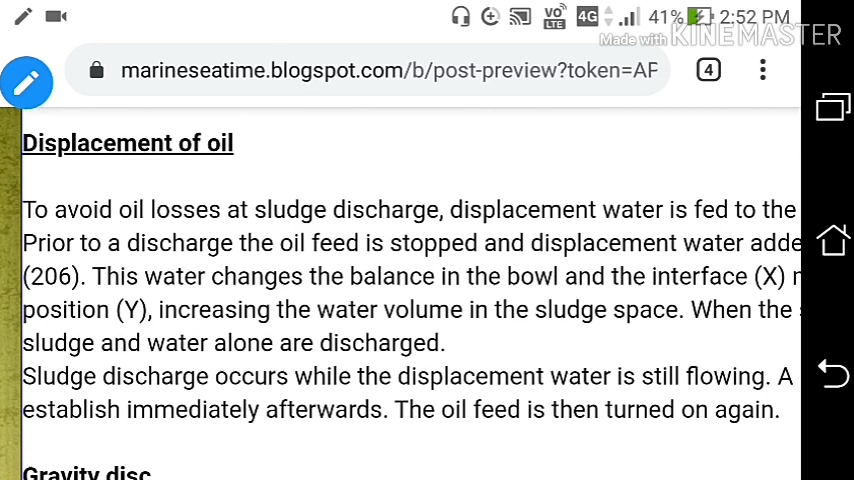 VO LTE 4G 41% 2:52 PM
Made with KINEMASTER
marineseatime.blogspot.com/b/post-preview?token=AP
4
Displacement of oil
To avoid oil losses at sludge discharge, displacement water is fed to the
Prior to a discharge the oil feed is stopped and displacement water adde
(206). This water changes the balance in the bowl and the interface (X)
position (Y), increasing the water volume in the sludge space. When the
sludge and water alone are discharged.
Sludge discharge occurs while the displacement water is still flowing. A
establish immediately afterwards. The oil feed is then turned on again.
Gravity disc